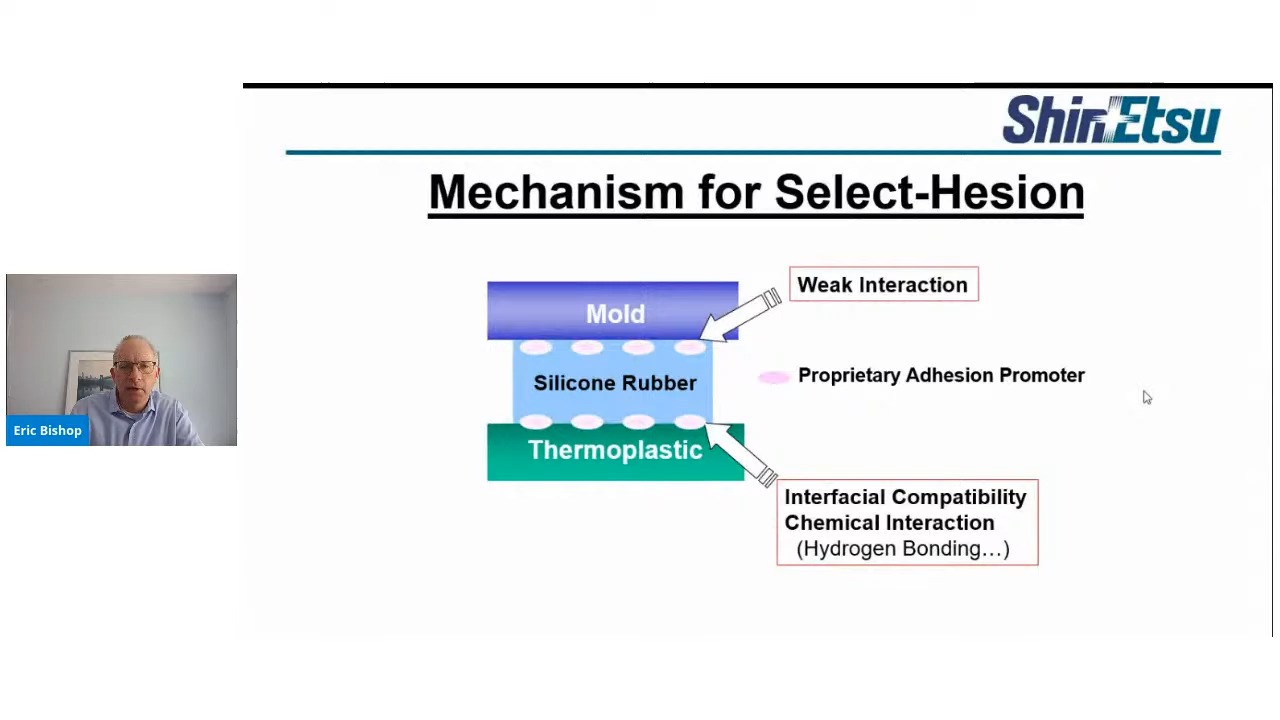 Shin Etsu
Mechanism for Select-Hesion
Weak Interaction
Mold
Silicone Rubber
Proprietary Adhesion Promoter
Thermoplastic
Interfacial Compatibility
Chemical Interaction
(Hydrogen Bonding…)
Eric Bishop